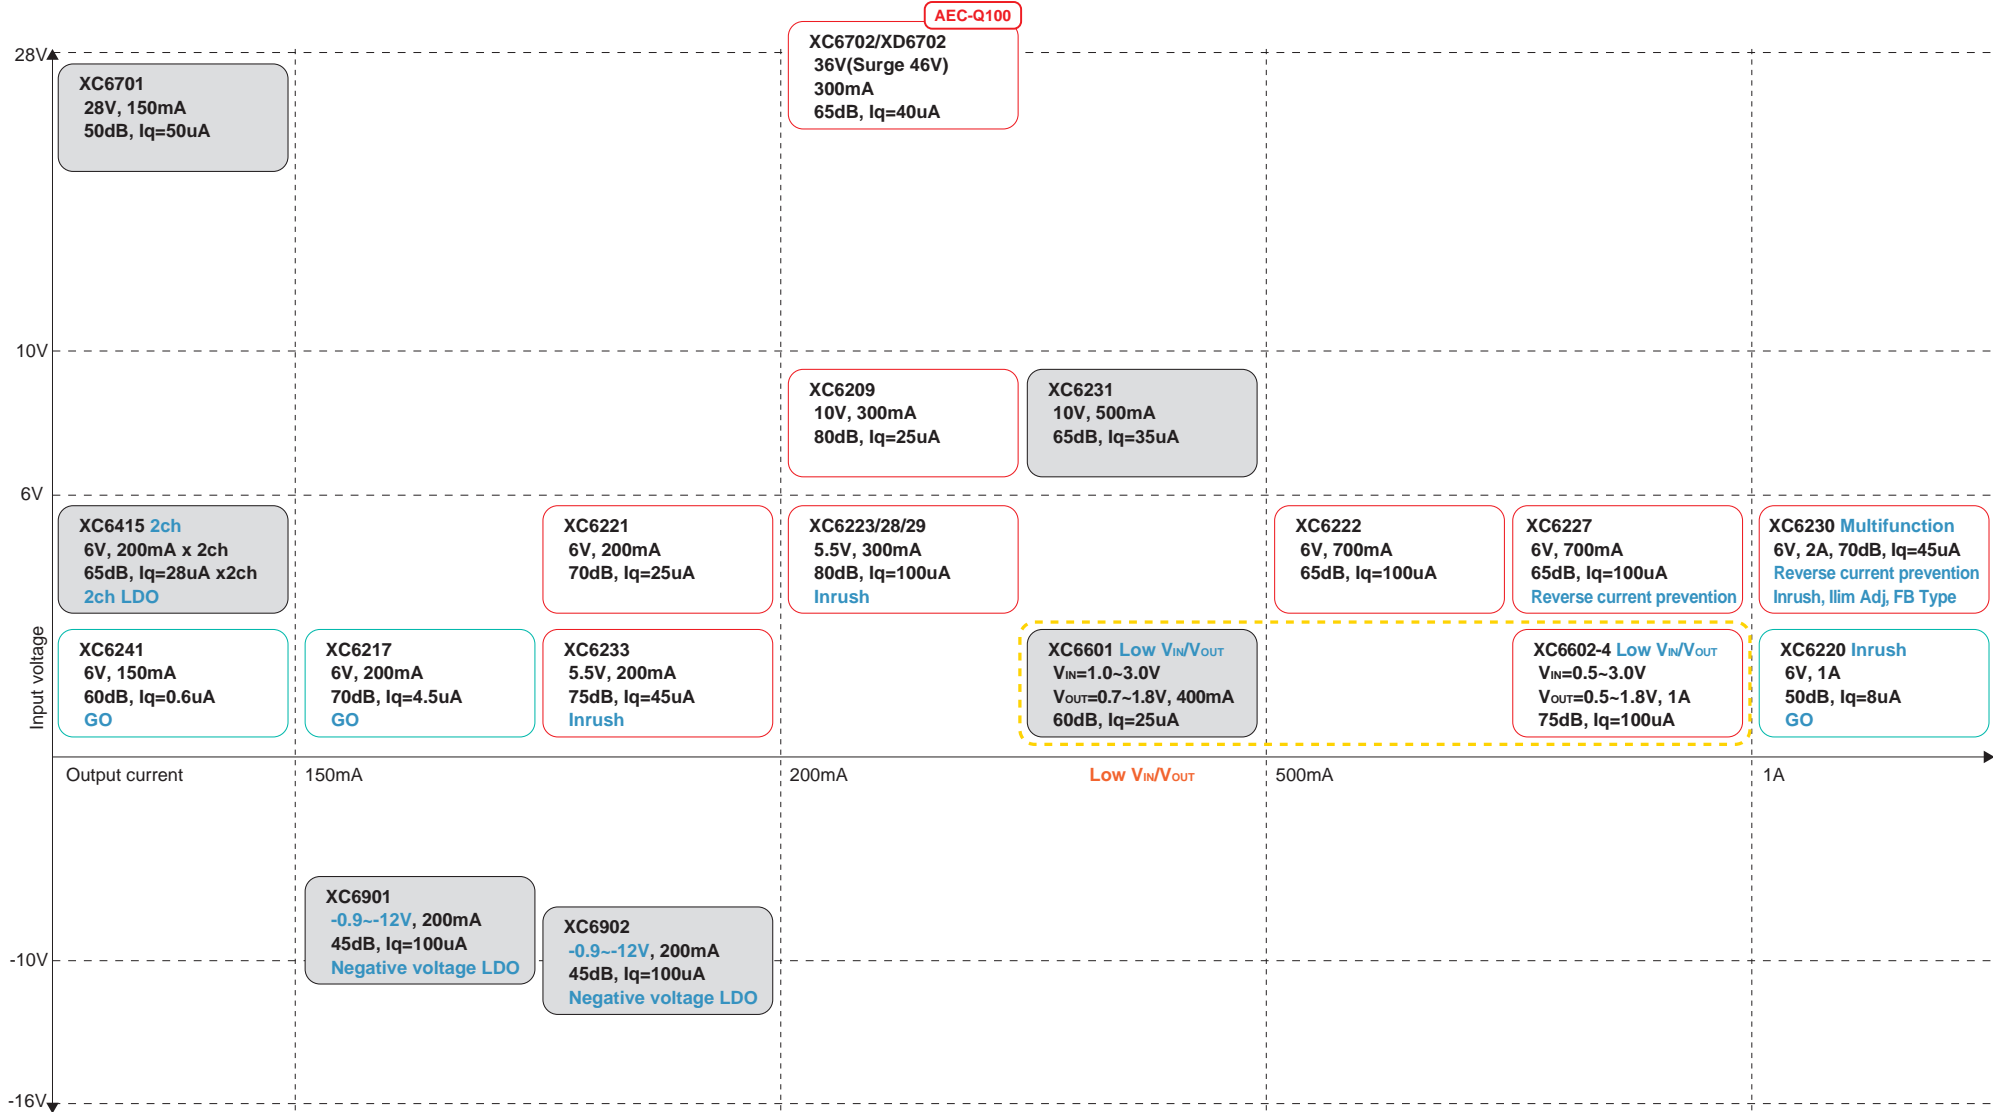 AEC-Q100
28V
XC6701
28V, 150mA
50dB, Iq=50uA
XC6702/XD6702
36V(Surge 46V)
300mA
65dB, Iq=40uA
10V
XC6209
10V, 300mA
80dB, Iq=25uA
XC6231
10V, 500mA
65dB, Iq=35uA
6V
XC6415 2ch
6V, 200mA x 2ch
65dB, Iq=28uA x2ch
2ch LDO
XC6221
6V, 200mA
70dB, Iq=25uA
XC6223/28/29
5.5V, 300mA
80dB, Iq=100uA
Inrush
XC6222
6V, 700mA
65dB, Iq=100uA
XC6227
6V, 700mA
65dB, Iq=100uA
Reverse current prevention
XC6230 Multifunction
6V, 2A, 70dB, Iq=45uA
Reverse current prevention
Inrush, Ilim Adj, FB Type
Input voltage
XC6241
6V, 150mA
60dB, Iq=0.6uA
GO
XC6217
6V, 200mA
70dB, Iq=4.5uA
GO
XC6233
5.5V, 200mA
75dB, Iq=45uA
Inrush
XC6601 Low VIN/VOUT
VIN=1.0~3.0V
VOUT=0.7~1.8V, 400mA
60dB, Iq=25uA
XC6602-4 Low VIN/VOUT
VIN=0.5~3.0V
VOUT=0.5~1.8V, 1A
75dB, Iq=100uA
XC6220 Inrush
6V, 1A
50dB, Iq=8uA
GO
Output current
150mA
200mA
Low VIN/VOUT
500mA
1A
XC6901
-0.9~-12V, 200mA
45dB, Iq=100uA
Negative voltage LDO
XC6902
-0.9~-12V, 200mA
45dB, Iq=100uA
Negative voltage LDO
-10V
-16V